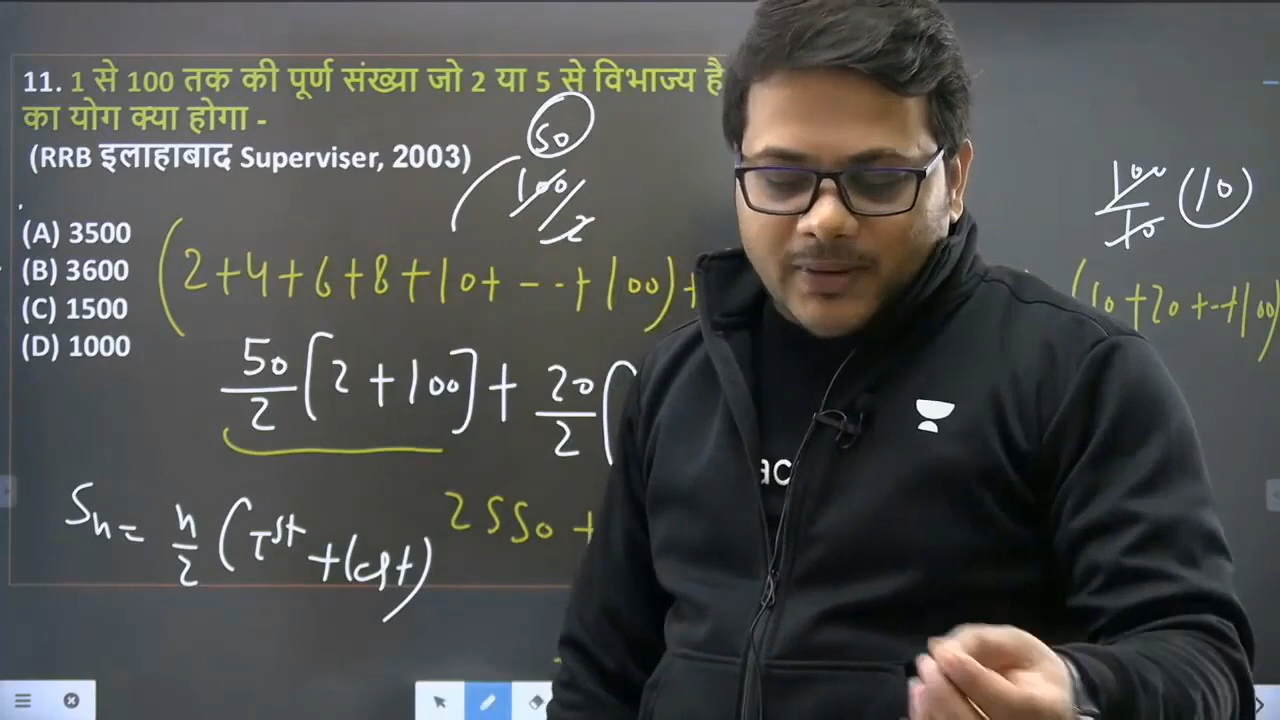 11. 1 से 100 तक की पूर्ण संख्या जो 2 या 5 से विभाज्य है
का योग क्या होगा -
(RRB इलाहाबाद Superviser, 2003)
50
100/2
100/10 (10)
(A) 3500
(B) 3600
(C) 1500
(D) 1000
(2+4+6+8+10+ --+100)+
(10+20+--+100)
50/2 [2+100] + 20/2 (
Sn = n/2 (Ist + last)
2550 +
ac